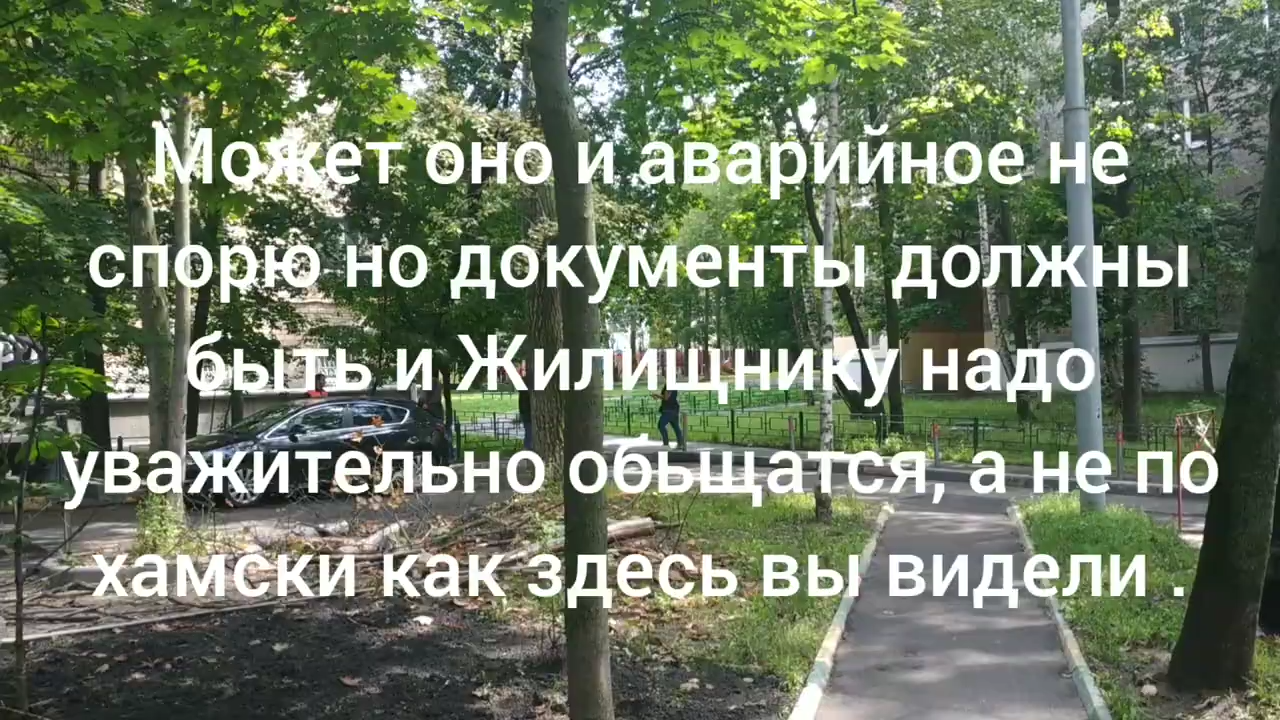 Может оно и аварийное не
спорю но документы должны
быть и Жилищнику надо
уважительно обьщатся, а не по
хамски как здесь вы видели .